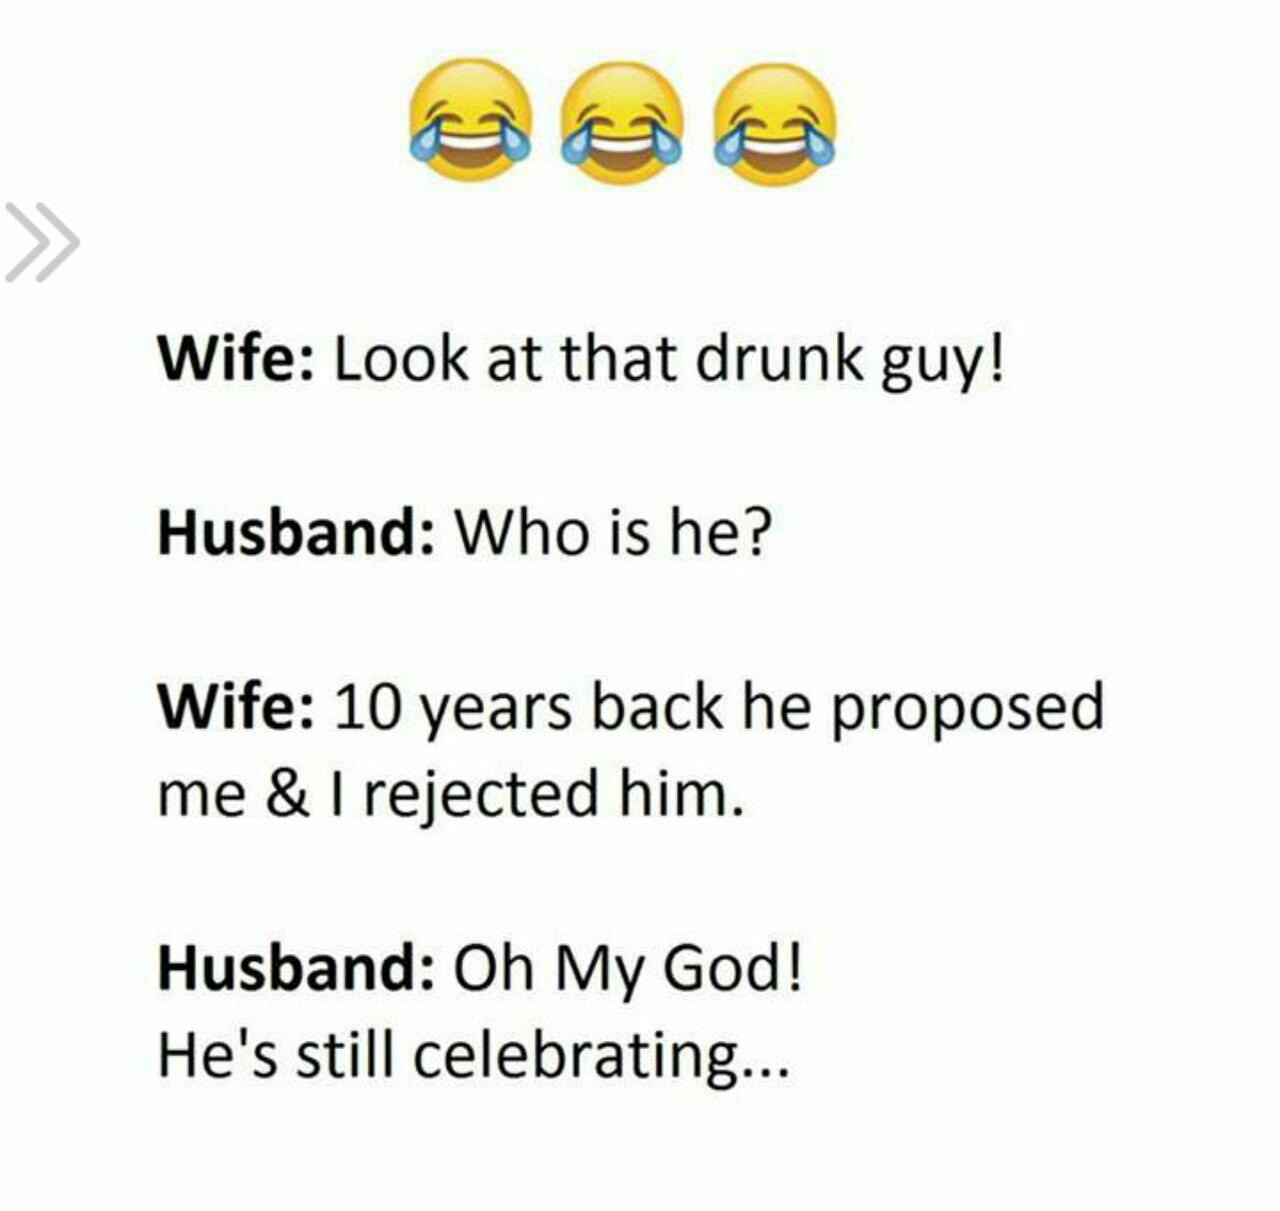 Wife: Look at that drunk guy!
Husband: Who is he?
Wife: 10 years back he proposed
me & I rejected him.
Husband: Oh My God!
He's still celebrating...